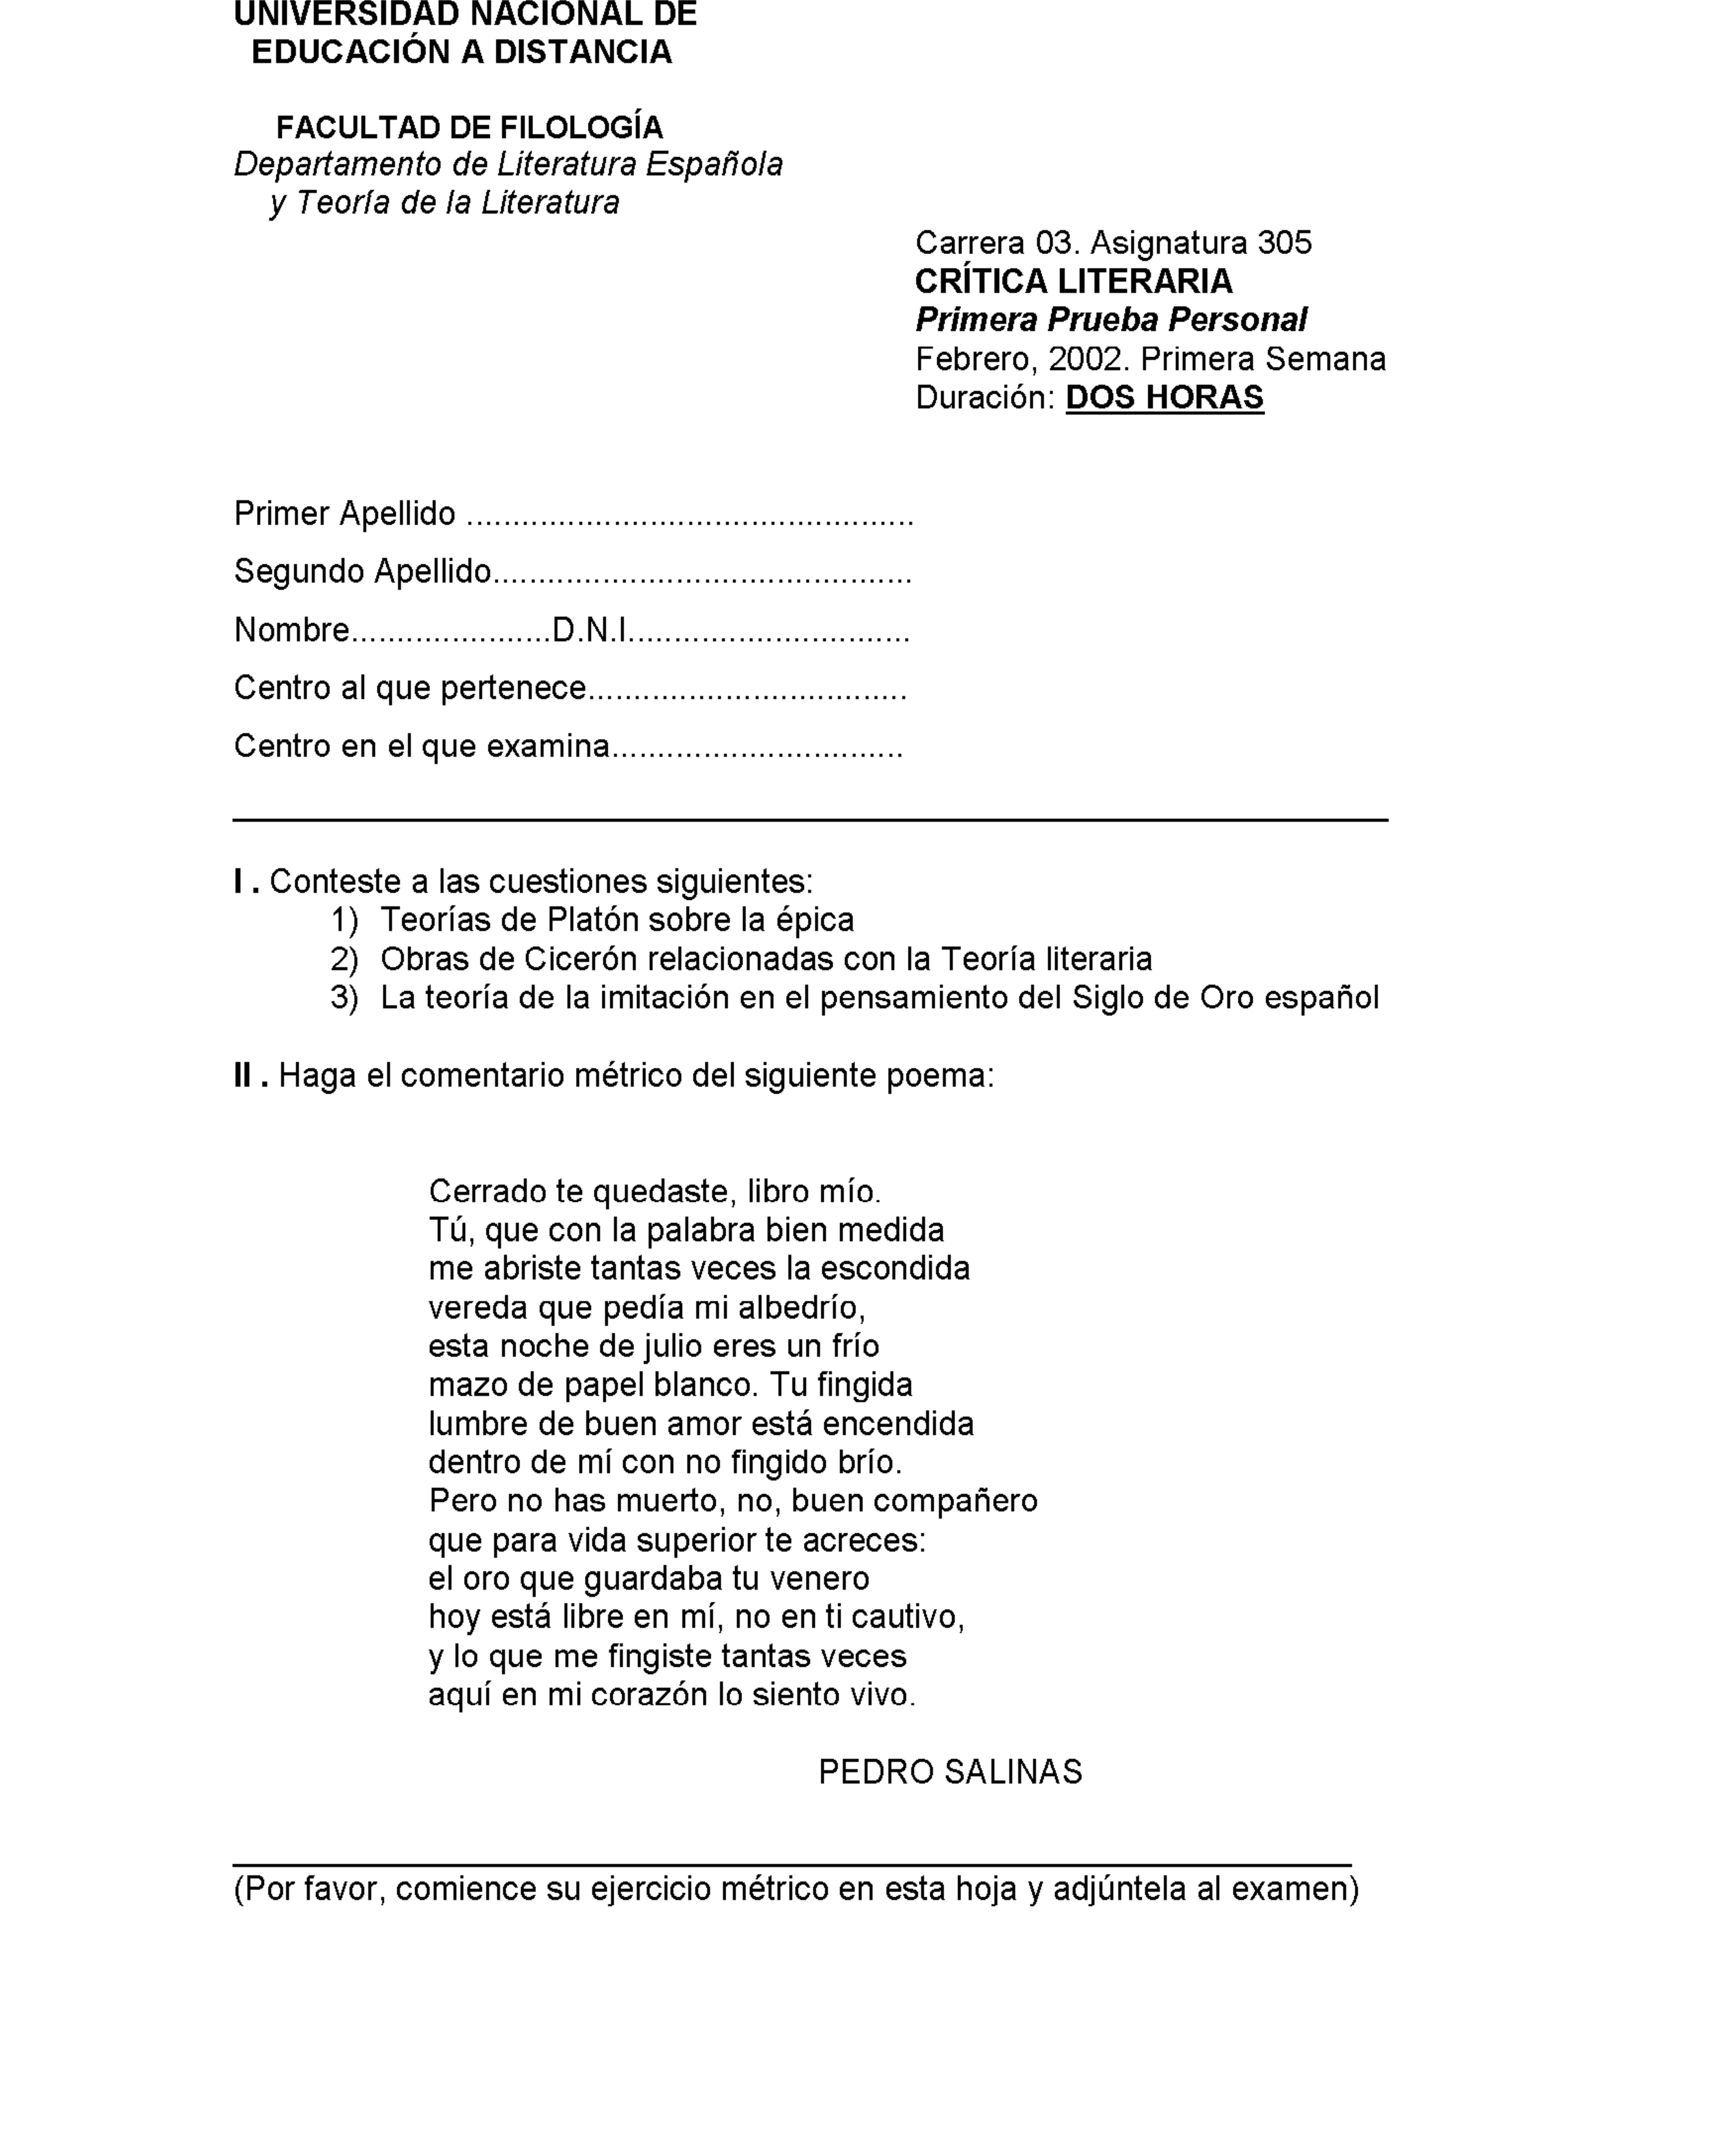 UNIVERSIDAD NACIONAL DE
EDUCACIÓN A DISTANCIA
FACULTAD DE FILOLOGÍA
Departamento de Literatura Española
y Teoría de la Literatura
Carrera 03. Asignatura 305
CRÍTICA LITERARIA
Primera Prueba Personal
Febrero, 2002. Primera Semana
Duración: DOS HORAS
Primer Apellido .................................................
Segundo Apellido..............................................
Nombre......................D.N.I...............................
Centro al que pertenece...................................
Centro en el que examina................................
I . Conteste a las cuestiones siguientes:
1) Teorías de Platón sobre la épica
2) Obras de Cicerón relacionadas con la Teoría literaria
3) La teoría de la imitación en el pensamiento del Siglo de Oro español
II . Haga el comentario métrico del siguiente poema:
Cerrado te quedaste, libro mío.
Tú, que con la palabra bien medida
me abriste tantas veces la escondida
vereda que pedía mi albedrío,
esta noche de julio eres un frío
mazo de papel blanco. Tu fingida
lumbre de buen amor está encendida
dentro de mí con no fingido brío.
Pero no has muerto, no, buen compañero
que para vida superior te acreces:
el oro que guardaba tu venero
hoy está libre en mí, no en ti cautivo,
y lo que me fingiste tantas veces
aquí en mi corazón lo siento vivo.
PEDRO SALINAS
(Por favor, comience su ejercicio métrico en esta hoja y adjúntela al examen)